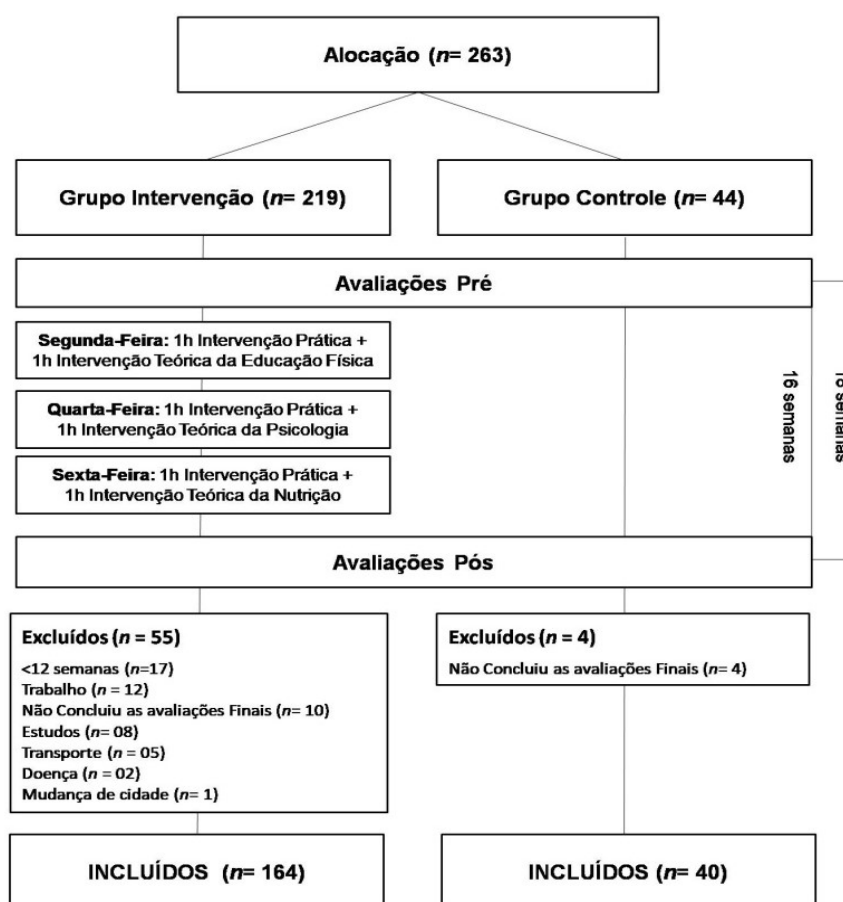 Alocação (n= 263)
Grupo Intervenção (n= 219)
Grupo Controle (n= 44)
Avaliações Pré
Segunda-Feira: 1h Intervenção Prática +
1h Intervenção Teórica da Educação Física
Quarta-Feira: 1h Intervenção Prática +
1h Intervenção Teórica da Psicologia
Sexta-Feira: 1h Intervenção Prática +
1h Intervenção Teórica da Nutrição
16 semanas
semanas
Avaliações Pós
Excluídos (n = 55)
<12 semanas (n=17)
Trabalho (n = 12)
Não Concluiu as avaliações Finais (n= 10)
Estudos (n= 08)
Transporte (n = 05)
Doença (n = 02)
Mudança de cidade (n= 1)
Excluídos (n = 4)
Não Concluiu as avaliações Finais (n= 4)
INCLUÍDOS (n= 164)
INCLUÍDOS (n= 40)